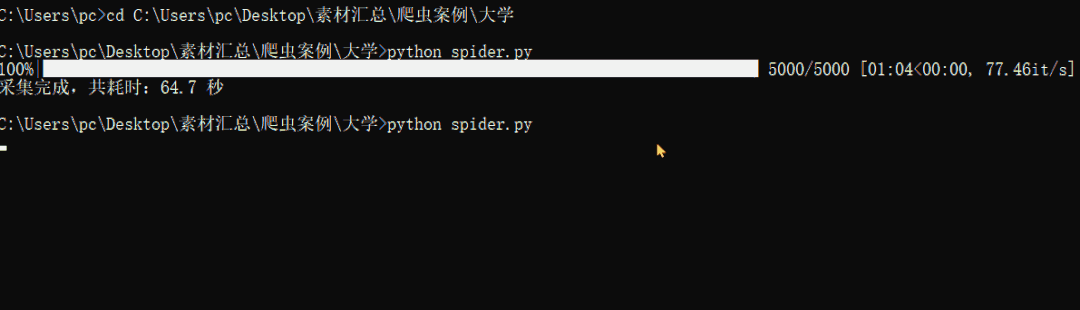 C:\Users\pc>cd C:\Users\pc\Desktop\素材汇总\爬虫案例\大学
C:\Users\pc\Desktop\素材汇总\爬虫案例\大学>python spider.py
100%| 5000/5000 [01:04<00:00, 77.46it/s]
采集完成，共耗时：64.7 秒
C:\Users\pc\Desktop\素材汇总\爬虫案例\大学>python spider.py